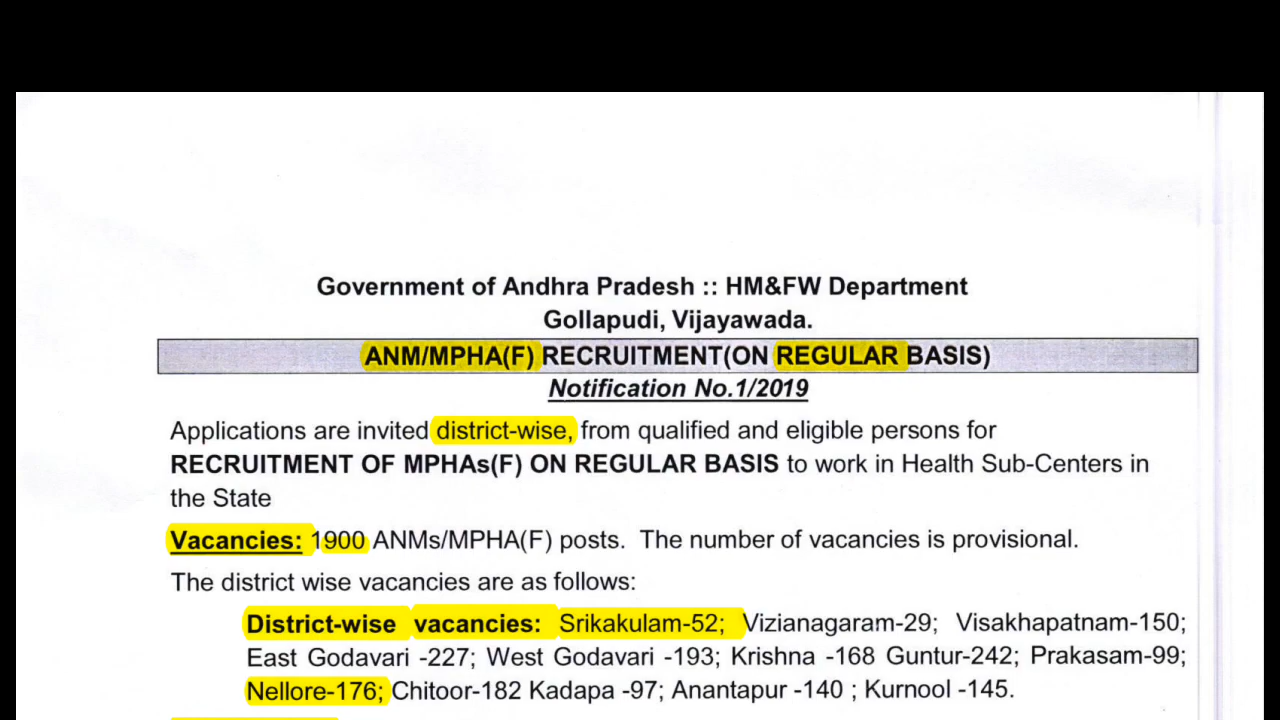 Government of Andhra Pradesh :: HM&FW Department
Gollapudi, Vijayawada.
ANM/MPHA(F) RECRUITMENT(ON REGULAR BASIS)
Notification No.1/2019
Applications are invited district-wise, from qualified and eligible persons for
RECRUITMENT OF MPHAs(F) ON REGULAR BASIS to work in Health Sub-Centers in
the State
Vacancies: 1900 ANMs/MPHA(F) posts. The number of vacancies is provisional.
The district wise vacancies are as follows:
District-wise vacancies: Srikakulam-52; Vizianagaram-29; Visakhapatnam-150;
East Godavari -227; West Godavari -193; Krishna -168 Guntur-242; Prakasam-99;
Nellore-176; Chitoor-182 Kadapa -97; Anantapur -140 ; Kurnool -145.